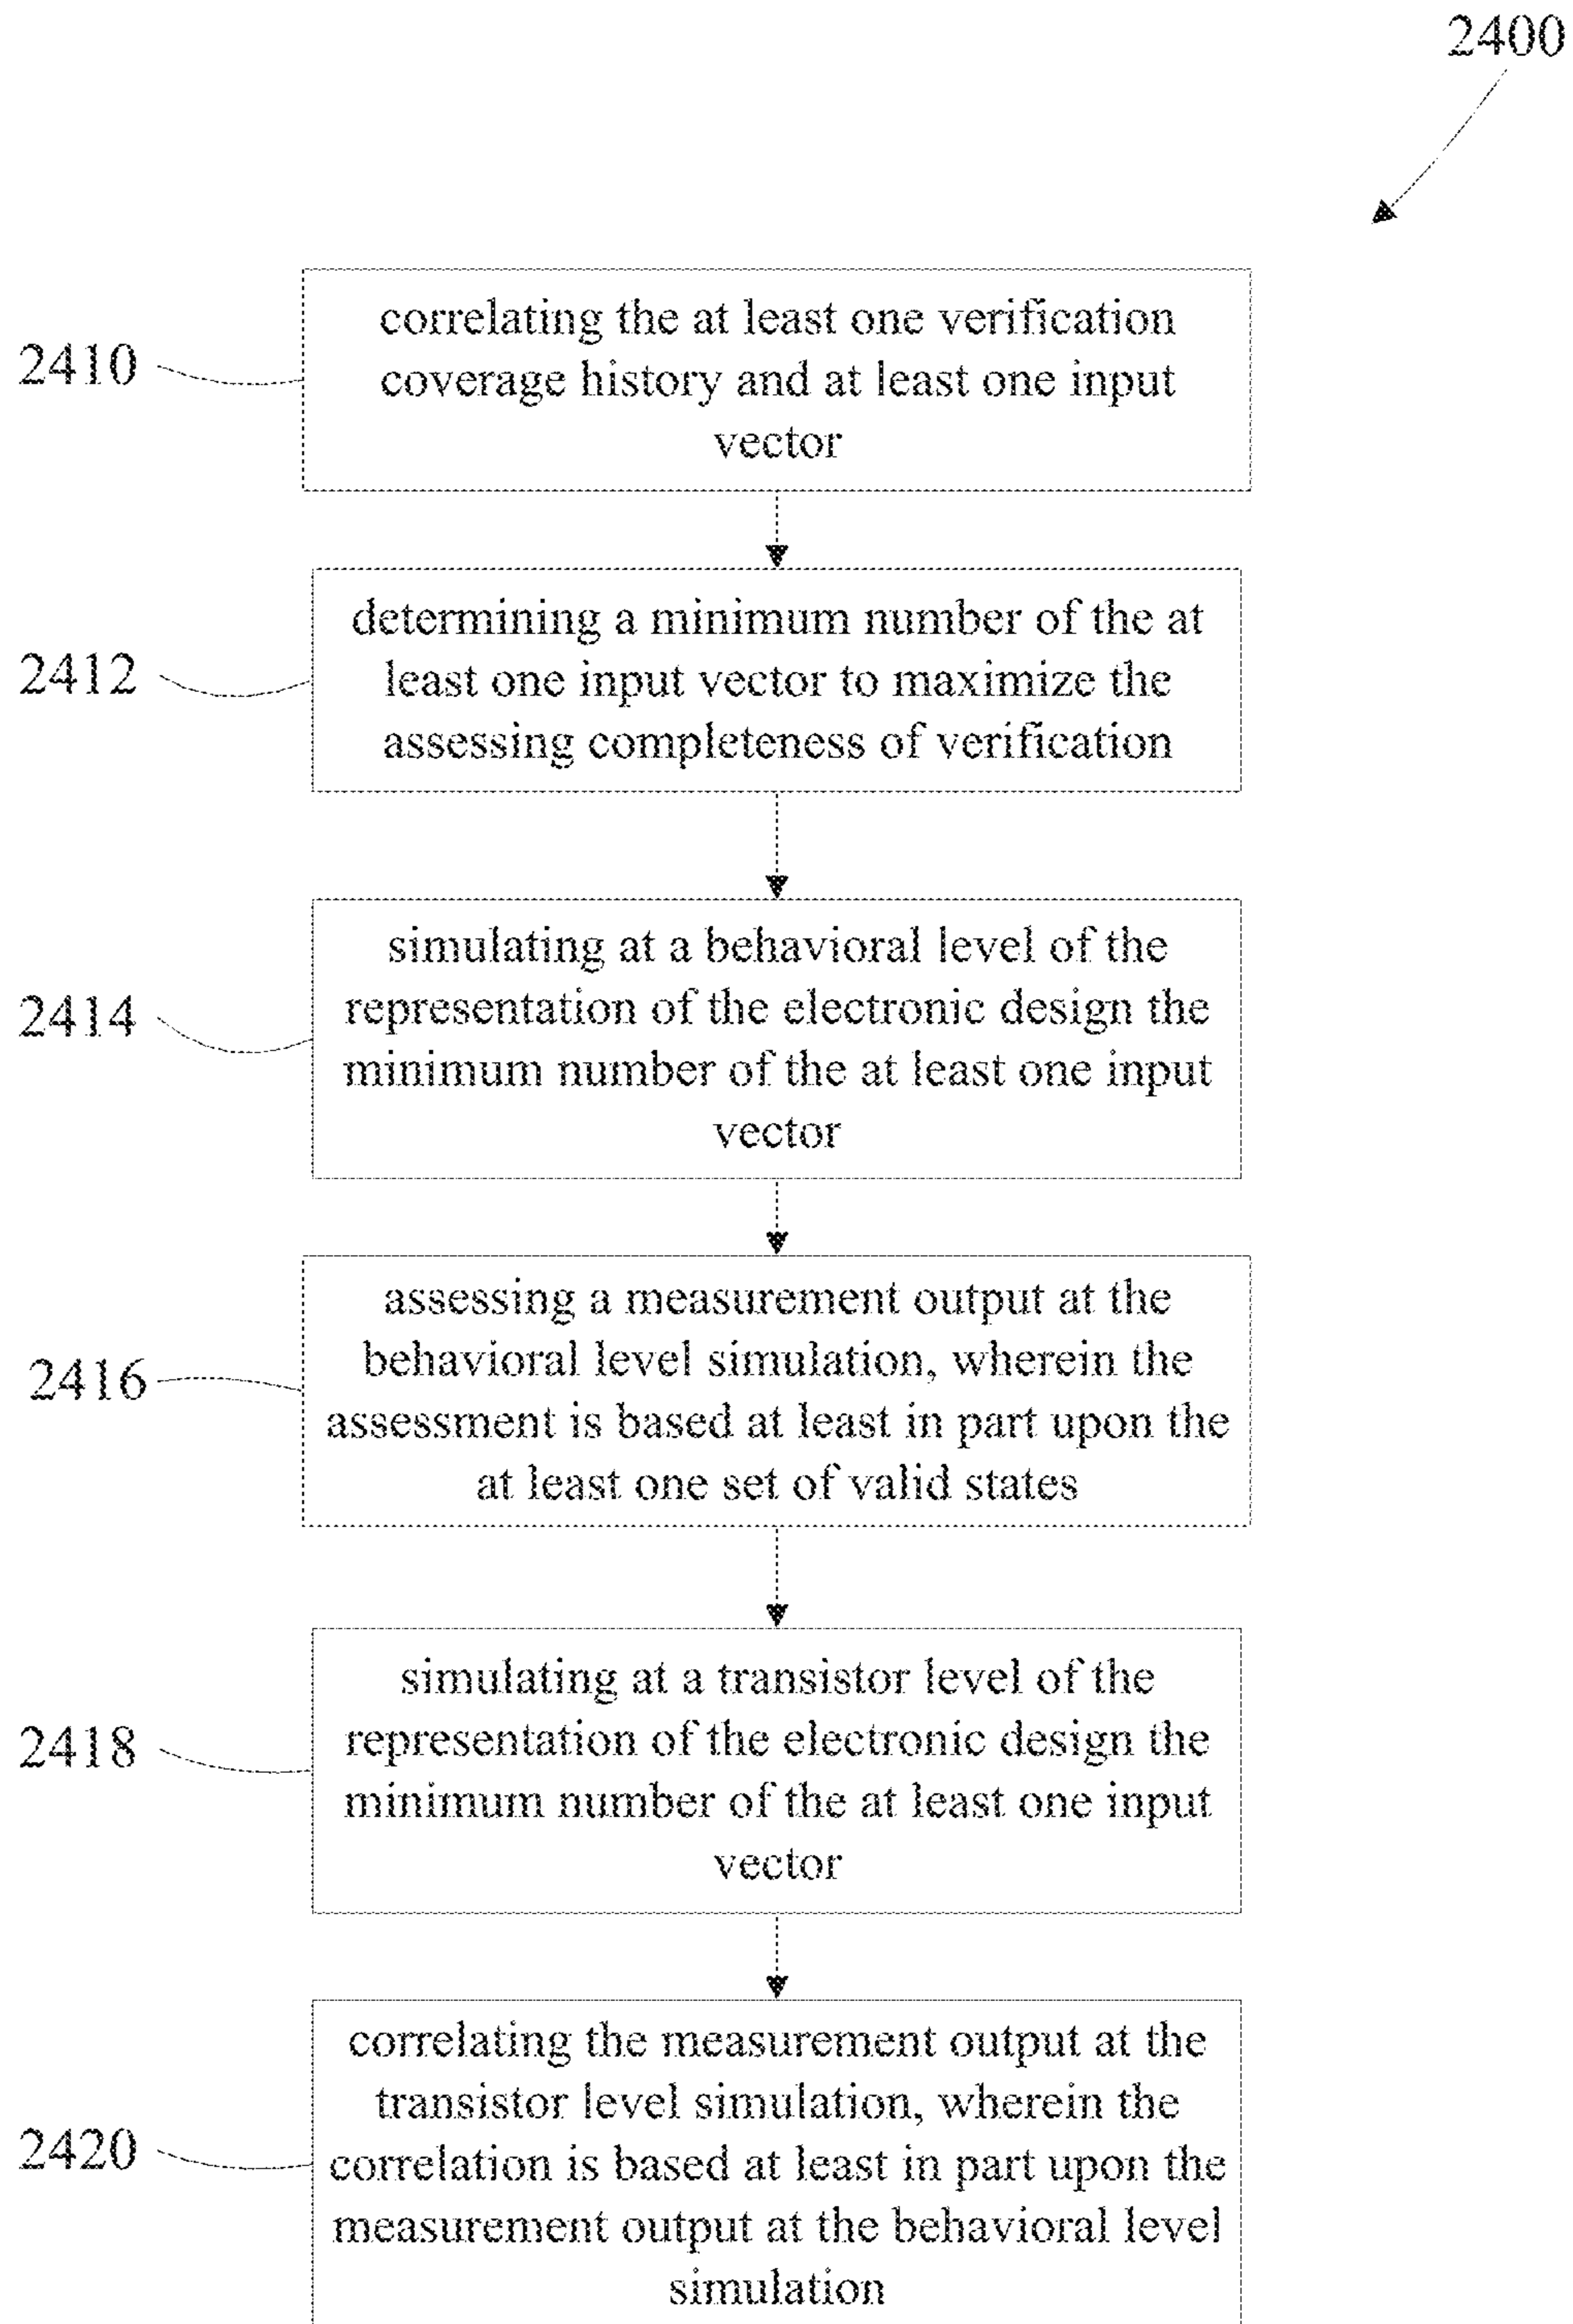 2400
2410
correlating the at least one verification
coverage history and at least one input
vector
2412
determining a minimum number of the at
least one input vector to maximize the
assessing completeness of verification
2414
simulating at a behavioral level of the
representation of the electronic design the
minimum number of the at least one input
vector
2416
assessing a measurement output at the
behavioral level simulation, wherein the
assessment is based at least in part upon the
at least one set of valid states
2418
simulating at a transistor level of the
representation of the electronic design the
minimum number of the at least one input
vector
2420
correlating the measurement output at the
transistor level simulation, wherein the
correlation is based at least in part upon the
measurement output at the behavioral level
simulation